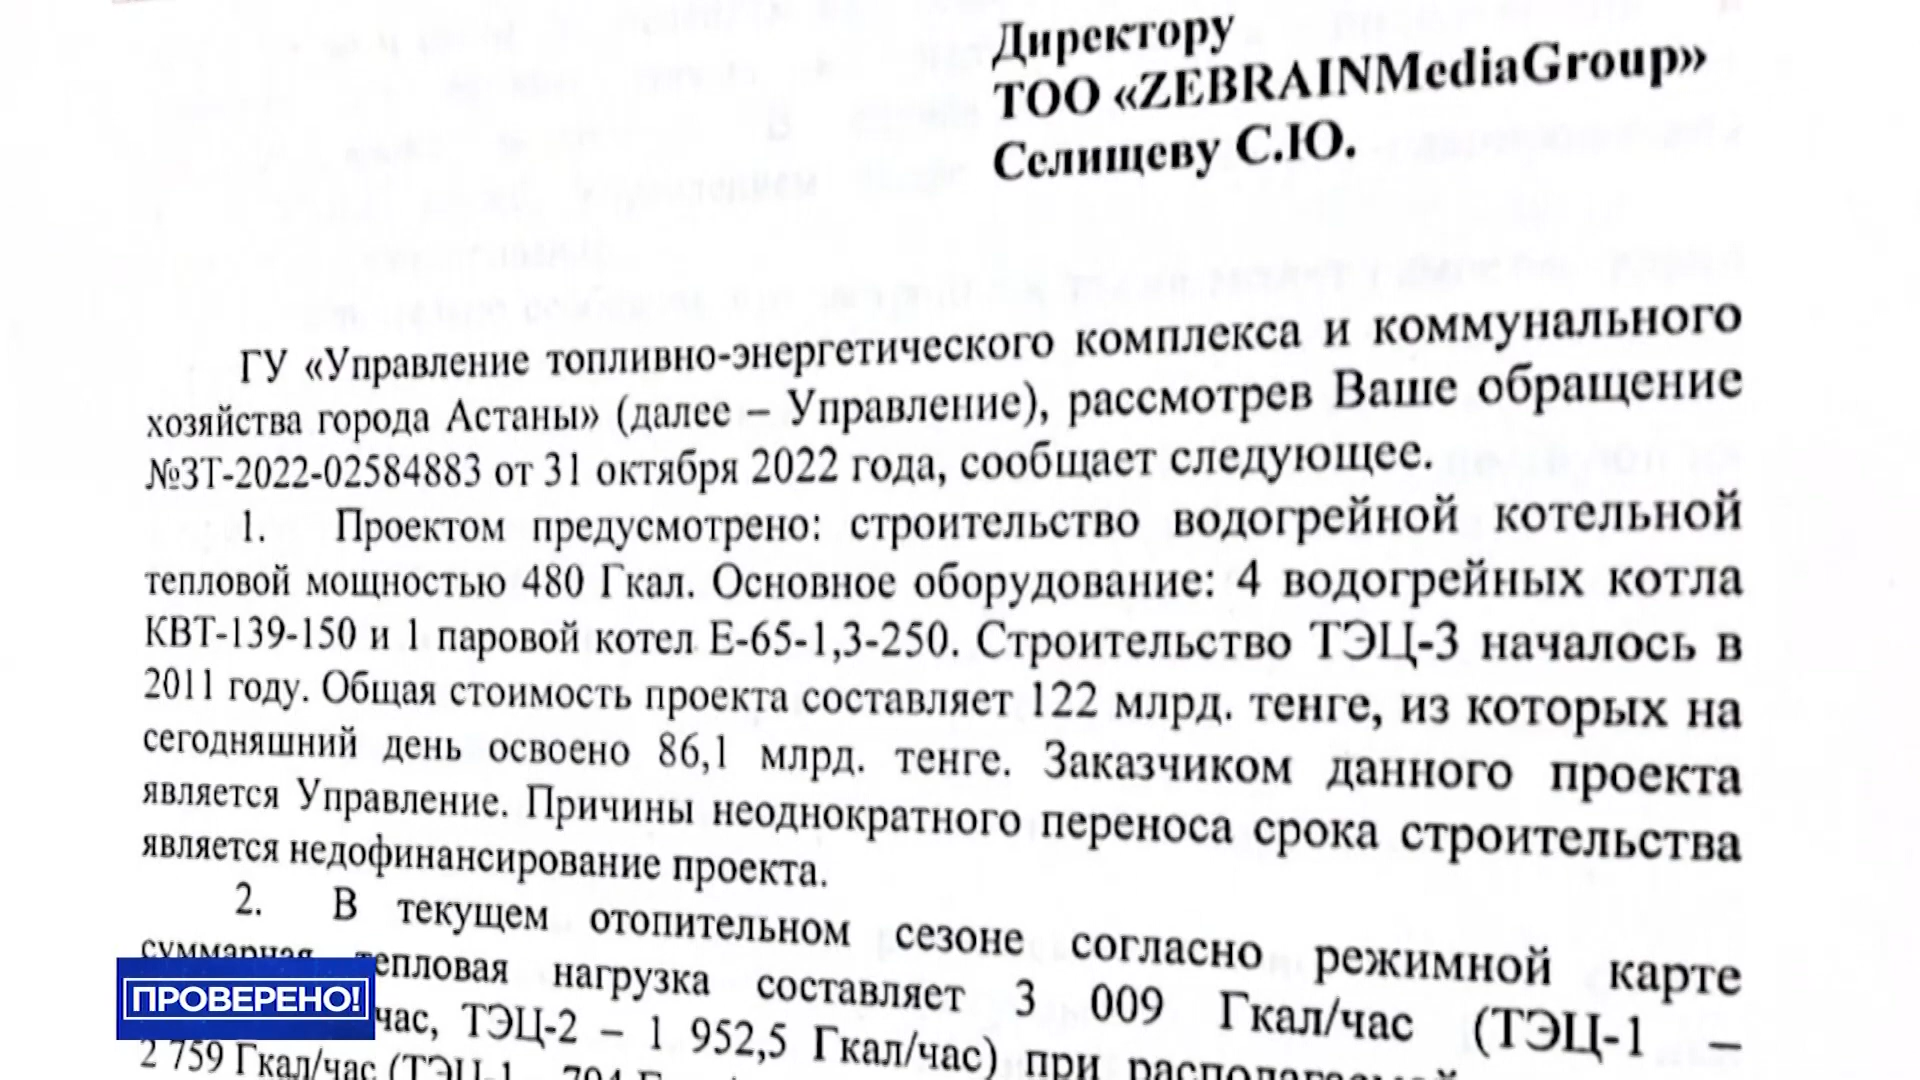 Директору
ТОО «ZEBRAINMediaGroup»
Селищеву С.Ю.
ГУ «Управление топливно-энергетического комплекса и коммунального
хозяйства города Астаны» (далее – Управление), рассмотрев Ваше обращение
№ЗТ-2022-02584883 от 31 октября 2022 года, сообщает следующее.
1. Проектом предусмотрено: строительство водогрейной котельной
тепловой мощностью 480 Гкал. Основное оборудование: 4 водогрейных котла
КВТ-139-150 и 1 паровой котел Е-65-1,3-250. Строительство ТЭЦ-3 началось в
2011 году. Общая стоимость проекта составляет 122 млрд. тенге, из которых на
сегодняшний день освоено 86,1 млрд. тенге. Заказчиком данного проекта
является Управление. Причины неоднократного переноса срока строительства
является недофинансирование проекта.
2. В текущем отопительном сезоне согласно режимной карте
суммарная тепловая нагрузка составляет 3 009 Гкал/час (ТЭЦ-1 –
час, ТЭЦ-2 – 1 952,5 Гкал/час) при располагаемой
2 759 Гкал/час (ТЭЦ-1
ПРОВЕРЕНО!